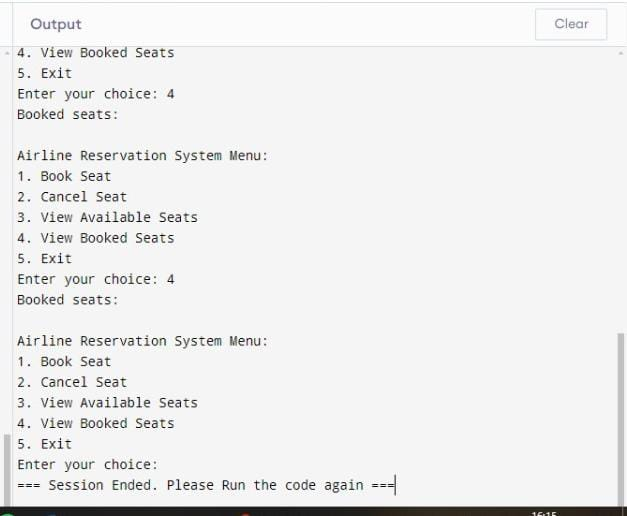 Output
Clear
4. View Booked Seats
5. Exit
Enter your choice: 4
Booked seats:
Airline Reservation System Menu:
1. Book Seat
2. Cancel Seat
3. View Available Seats
4. View Booked Seats
5. Exit
Enter your choice: 4
Booked seats:
Airline Reservation System Menu:
1. Book Seat
2. Cancel Seat
3. View Available Seats
4. View Booked Seats
5. Exit
Enter your choice:
=== Session Ended. Please Run the code again ===